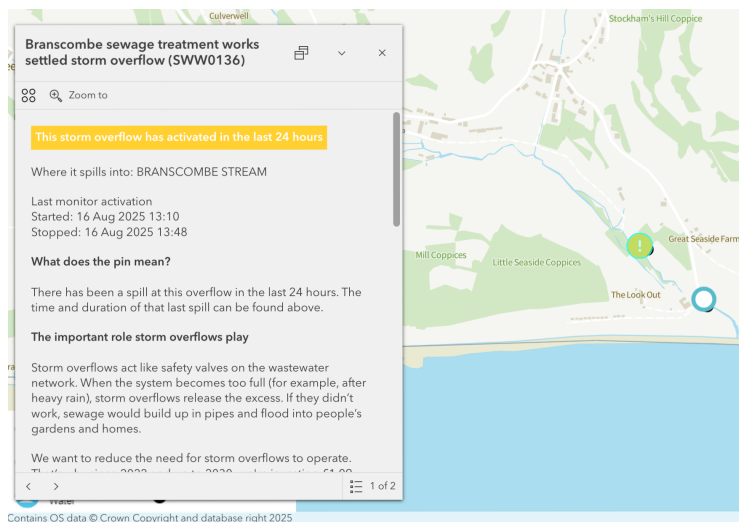 Culverwell
Stockham's Hill Coppice
Branscombe sewage treatment works
settled storm overflow (SWW0136)
Zoom to
This storm overflow has activated in the last 24 hours
Where it spills into: BRANSCOMBE STREAM
Last monitor activation
Started: 16 Aug 2025 13:10
Stopped: 16 Aug 2025 13:48
What does the pin mean?
There has been a spill at this overflow in the last 24 hours. The
time and duration of that last spill can be found above.
The important role storm overflows play
Storm overflows act like safety valves on the wastewater
network. When the system becomes too full (for example, after
heavy rain), storm overflows release the excess. If they didn't
work, sewage would build up in pipes and flood into people's
gardens and homes.
We want to reduce the need for storm overflows to operate.
1 of 2
Great Seaside Farm
Mill Coppices
Little Seaside Coppices
The Look Out
Water
Contains OS data © Crown Copyright and database right 2025